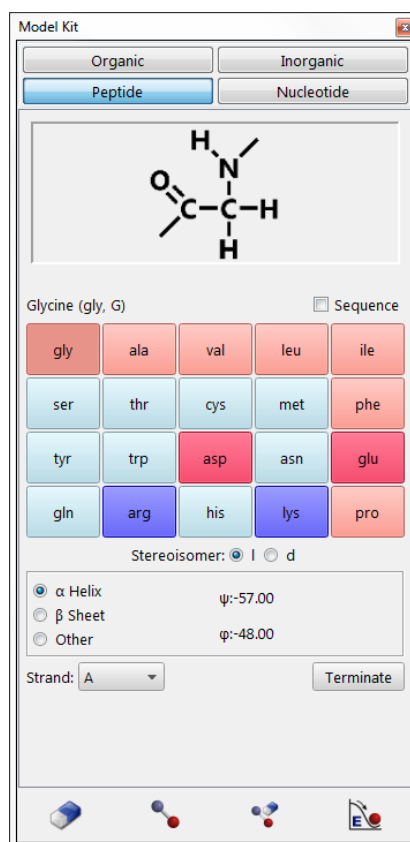 Model Kit
Organic Inorganic
Peptide Nucleotide
H
N
O
C C H
H
Glycine (gly, G) Sequence
gly ala val leu ile
ser thr cys met phe
tyr trp asp asn glu
gln arg his lys pro
Stereoisomer: l d
α Helix ψ:-57.00
β Sheet
Other φ:-48.00
Strand: A Terminate
E